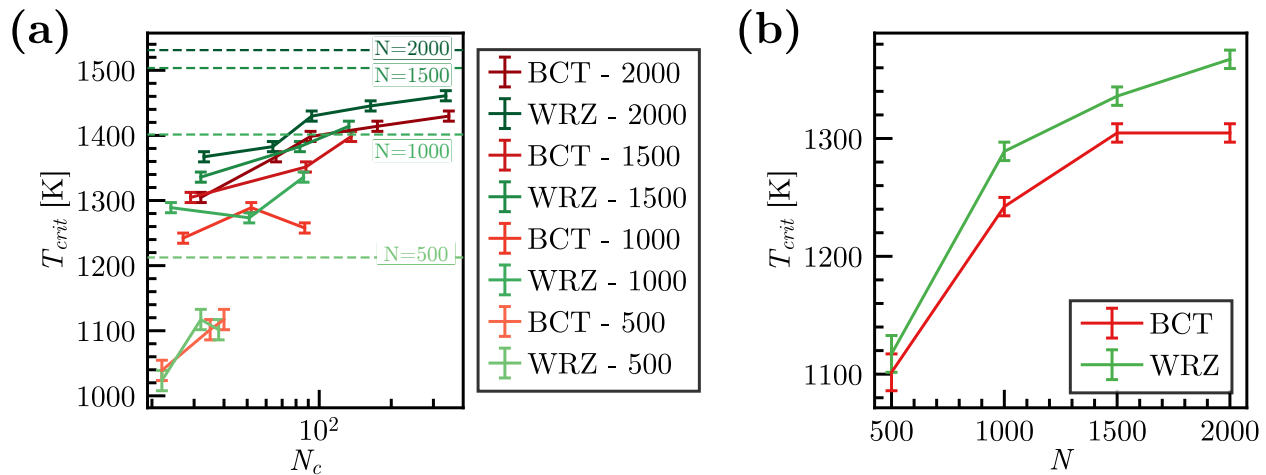 (a)
T_crit [K]
1500
1400
1300
1200
1100
1000
N=2000
N=1500
N=1000
N=500
10²
N_c
BCT - 2000
WRZ - 2000
BCT - 1500
WRZ - 1500
BCT - 1000
WRZ - 1000
BCT - 500
WRZ - 500
(b)
T_crit [K]
1300
1200
1100
BCT
WRZ
500 1000 1500 2000
N